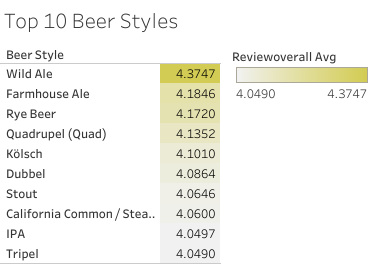 Top 10 Beer Styles
Beer Style
Wild Ale 4.3747
Farmhouse Ale 4.1846
Rye Beer 4.1720
Quadrupel (Quad) 4.1352
Kölsch 4.1010
Dubbel 4.0864
Stout 4.0646
California Common / Stea.. 4.0600
IPA 4.0497
Tripel 4.0490
Reviewoverall Avg
4.0490 4.3747